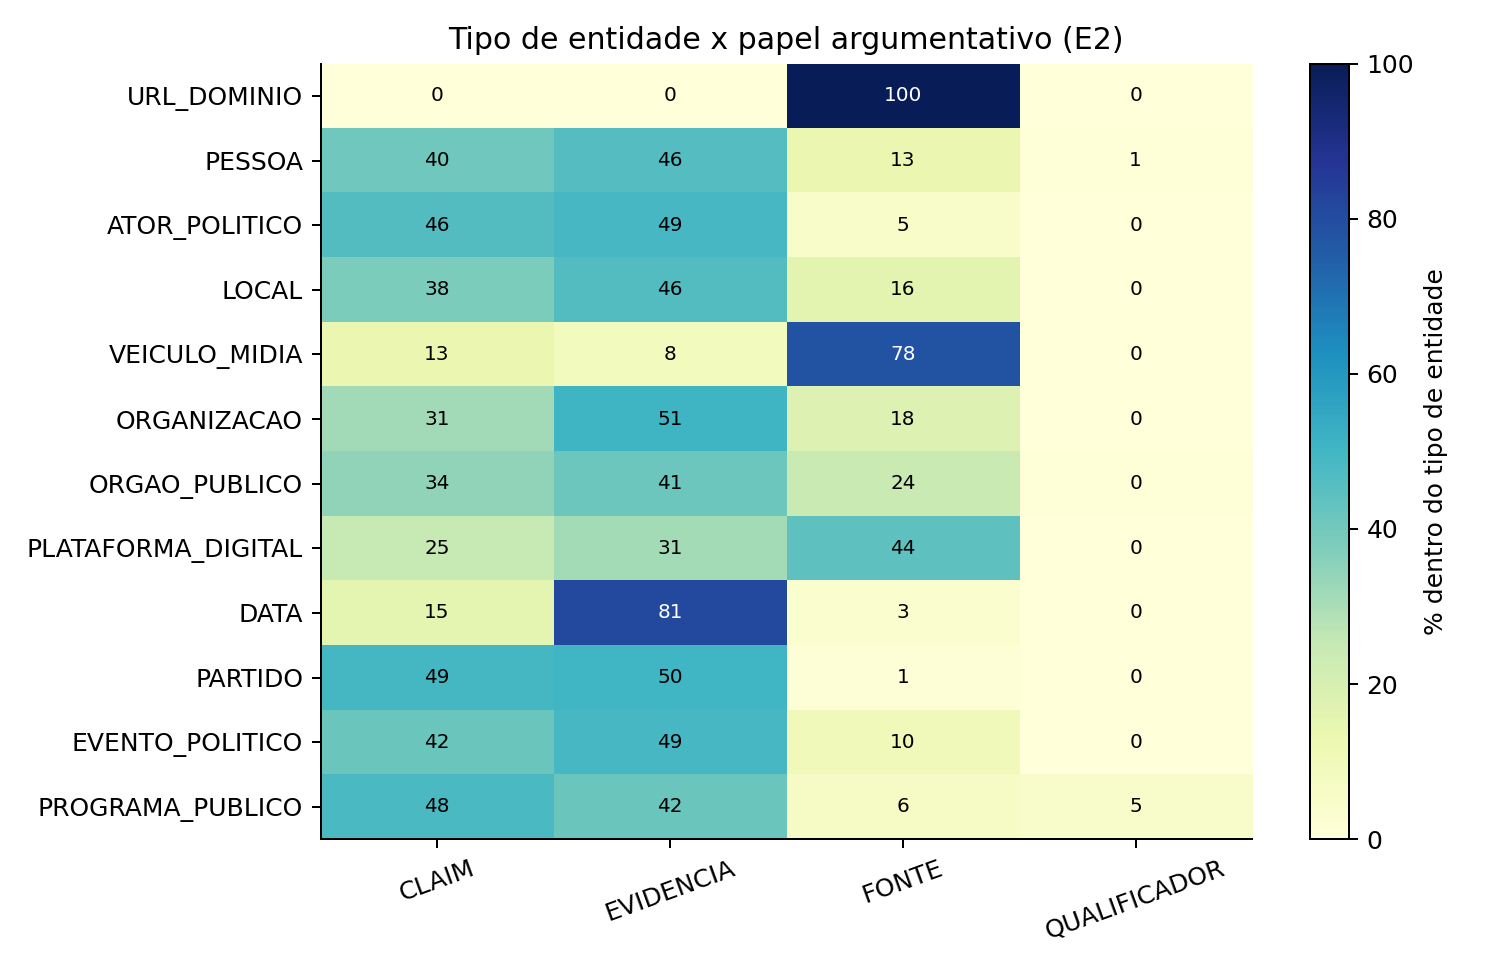 Tipo de entidade x papel argumentativo (E2)
URL_DOMINIO 0 0 100 0
PESSOA 40 46 13 1
ATOR_POLITICO 46 49 5 0
LOCAL 38 46 16 0
VEICULO_MIDIA 13 8 78 0
ORGANIZACAO 31 51 18 0
ORGAO_PUBLICO 34 41 24 0
PLATAFORMA_DIGITAL 25 31 44 0
DATA 15 81 3 0
PARTIDO 49 50 1 0
EVENTO_POLITICO 42 49 10 0
PROGRAMA_PUBLICO 48 42 6 5
CLAIM EVIDENCIA FONTE QUALIFICADOR
100
80
60
40
20
0
% dentro do tipo de entidade